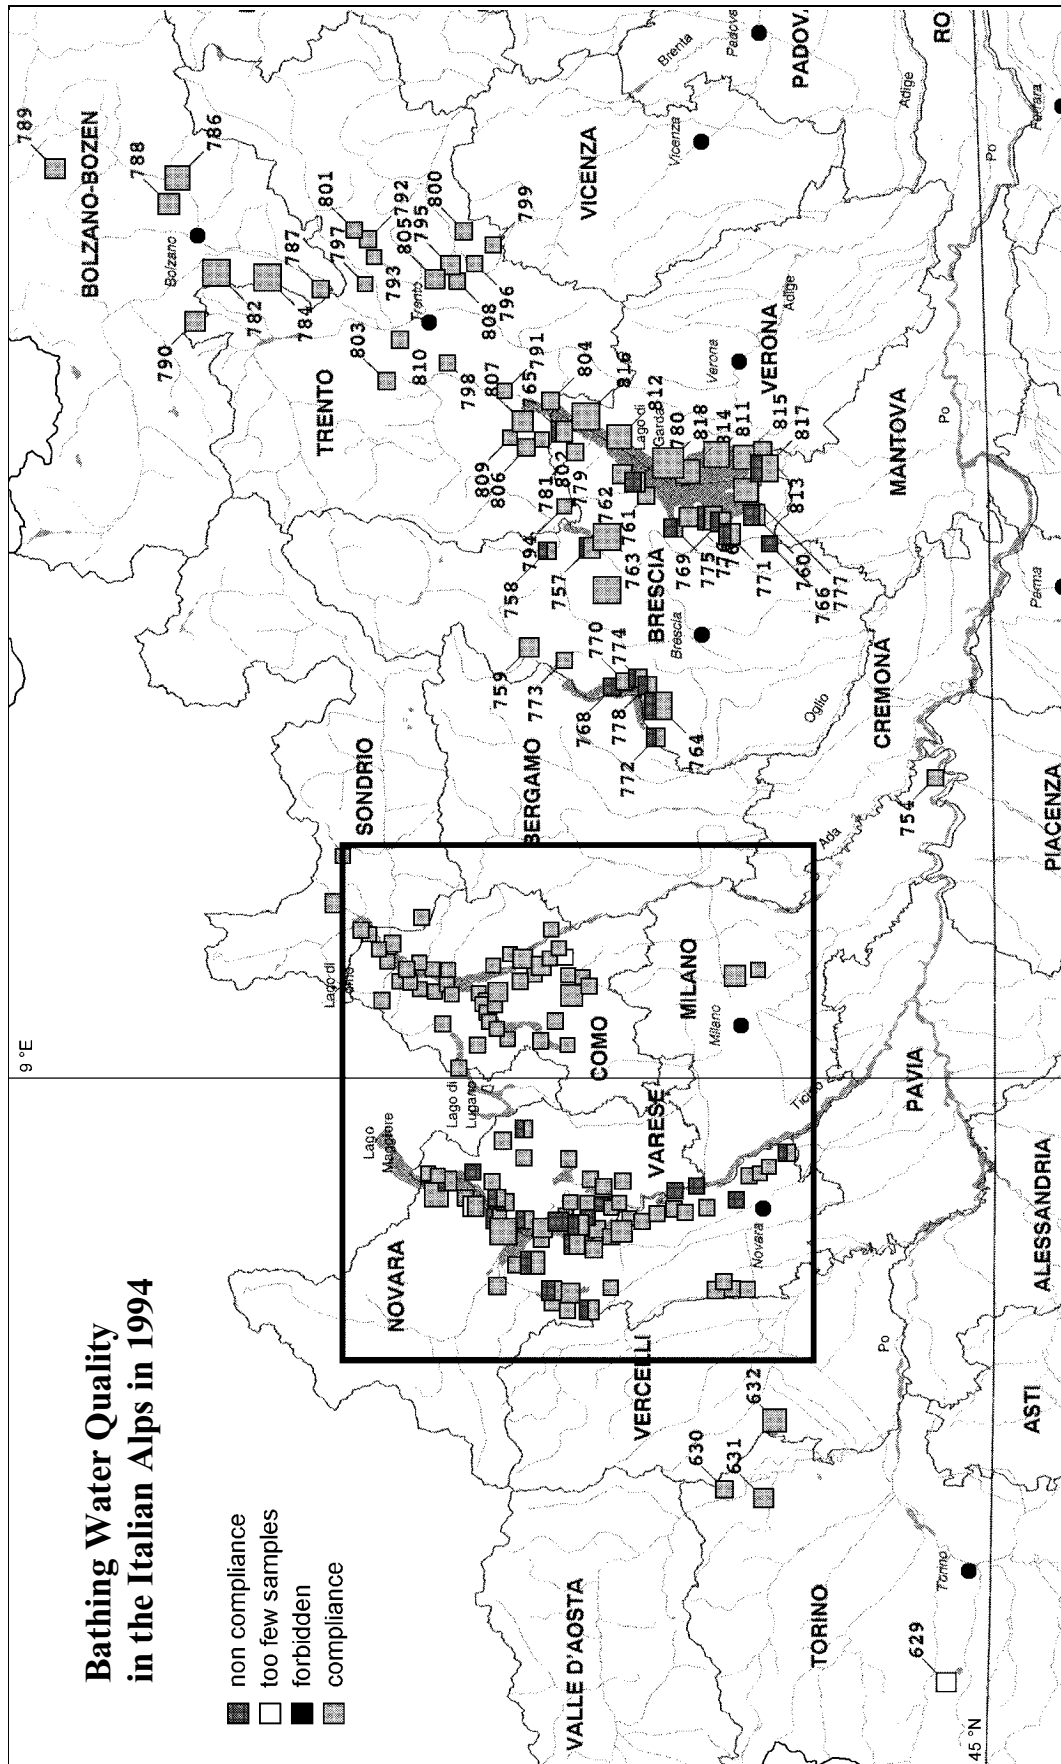 Bathing Water Quality
in the Italian Alps in 1994
non compliance
too few samples
forbidden
compliance
9 °E
45 °N
VALLE D'AOSTA
TORINO
Torino
629
630
631
632
VERCELLI
ASTI
ALESSANDRIA
Po
NOVARA
Novara
Lago
Maggiore
Lago di
Lugano
VARESE
Ticino
PAVIA
COMO
Lago di
MILANO
Milano
SONDRIO
BERGAMO
Ada
754
PIACENZA
CREMONA
Oglio
759
773
768
770
774
778
772
764
BRESCIA
Brescia
758
794
757
763
761
762
781
779
802
769
775
776
771
760
766
777
Parma
MANTOVA
Po
813
817
815
811
814
818
780
812
Lago di
Garda
816
804
791
765
807
798
809
806
VERONA
Verona
Adige
TRENTO
Trento
803
810
790
782
784
787
797
793
801
792
805
795
800
799
796
808
BOLZANO-BOZEN
Bolzano
789
788
786
VICENZA
Vicenza
Brenta
Padova
PADOV
Adige
RO
Po
Ferrara